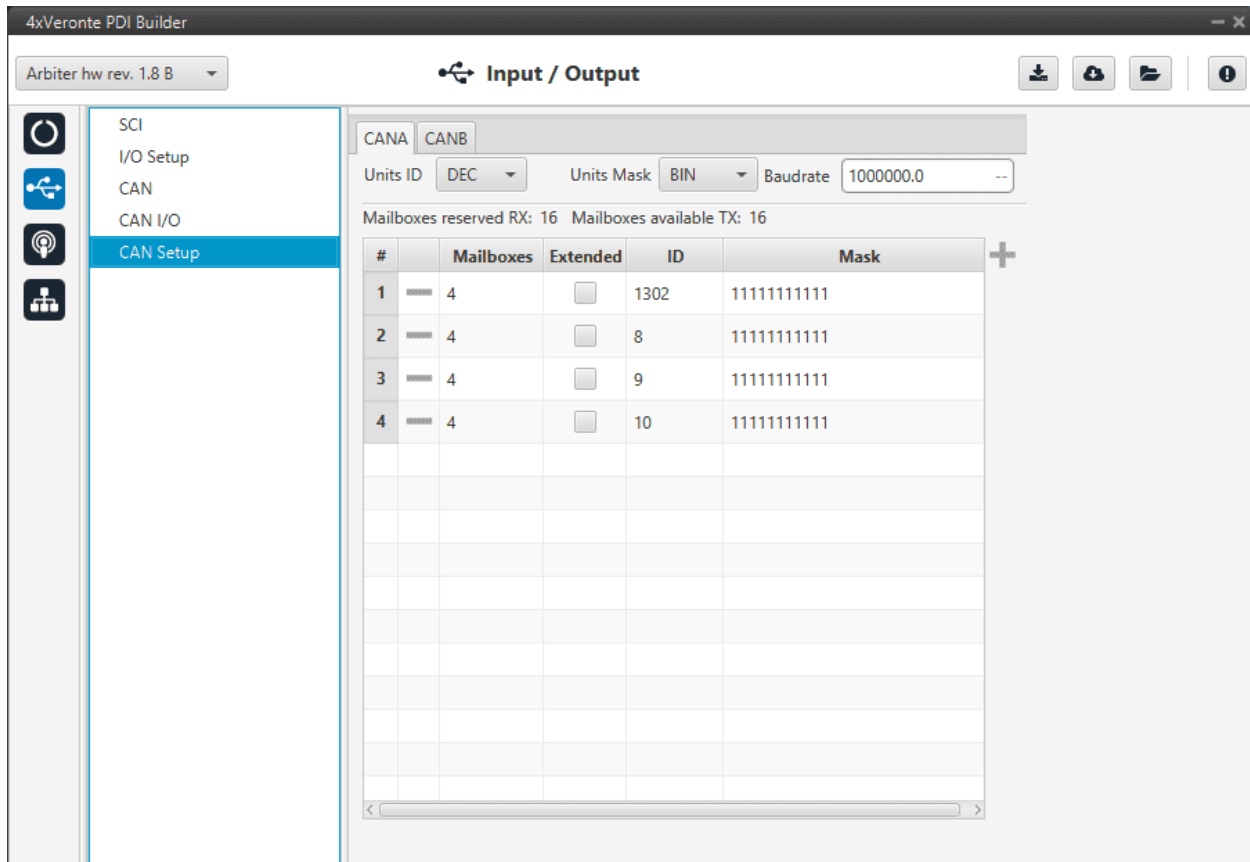 4xVeronte PDI Builder
Arbiter hw rev. 1.8 B
Input / Output
SCI
I/O Setup
CAN
CAN I/O
CAN Setup
CANA CANB
Units ID DEC Units Mask BIN Baudrate 1000000.0 --
Mailboxes reserved RX: 16 Mailboxes available TX: 16
# Mailboxes Extended ID Mask
1 4 1302 11111111111
2 4 8 11111111111
3 4 9 11111111111
4 4 10 11111111111